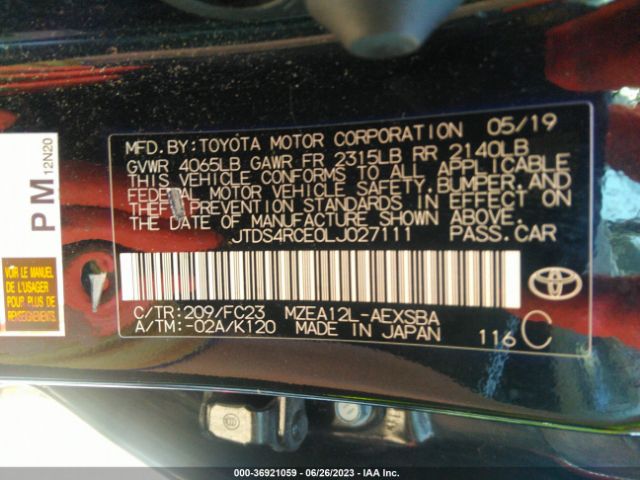 MFD.BY:TOYOTA MOTOR CORPORATION 05/19
GVWR 4065LB GAWR FR 2315LB RR 2140LB
THIS VEHICLE CONFORMS TO ALL APPLICABLE
FEDERAL MOTOR VEHICLE SAFETY,BUMPER,AND
THEFT PREVENTION STANDARDS IN EFFECT ON
THE DATE OF MANUFACTURE SHOWN ABOVE.
JTDS4RCE0LJ027111 PASS.CAR
C/TR:209/FC23 MZEA12L-AEXSBA
A/TM:-02A/K120 MADE IN JAPAN
116 C
TOYOTA
PM
12N20
VOIR LE MANUEL
DE L'USAGER
POUR PLUS DE
RENSEIGNEMENTS
000-36921059 - 06/26/2023 - © IAA Inc.